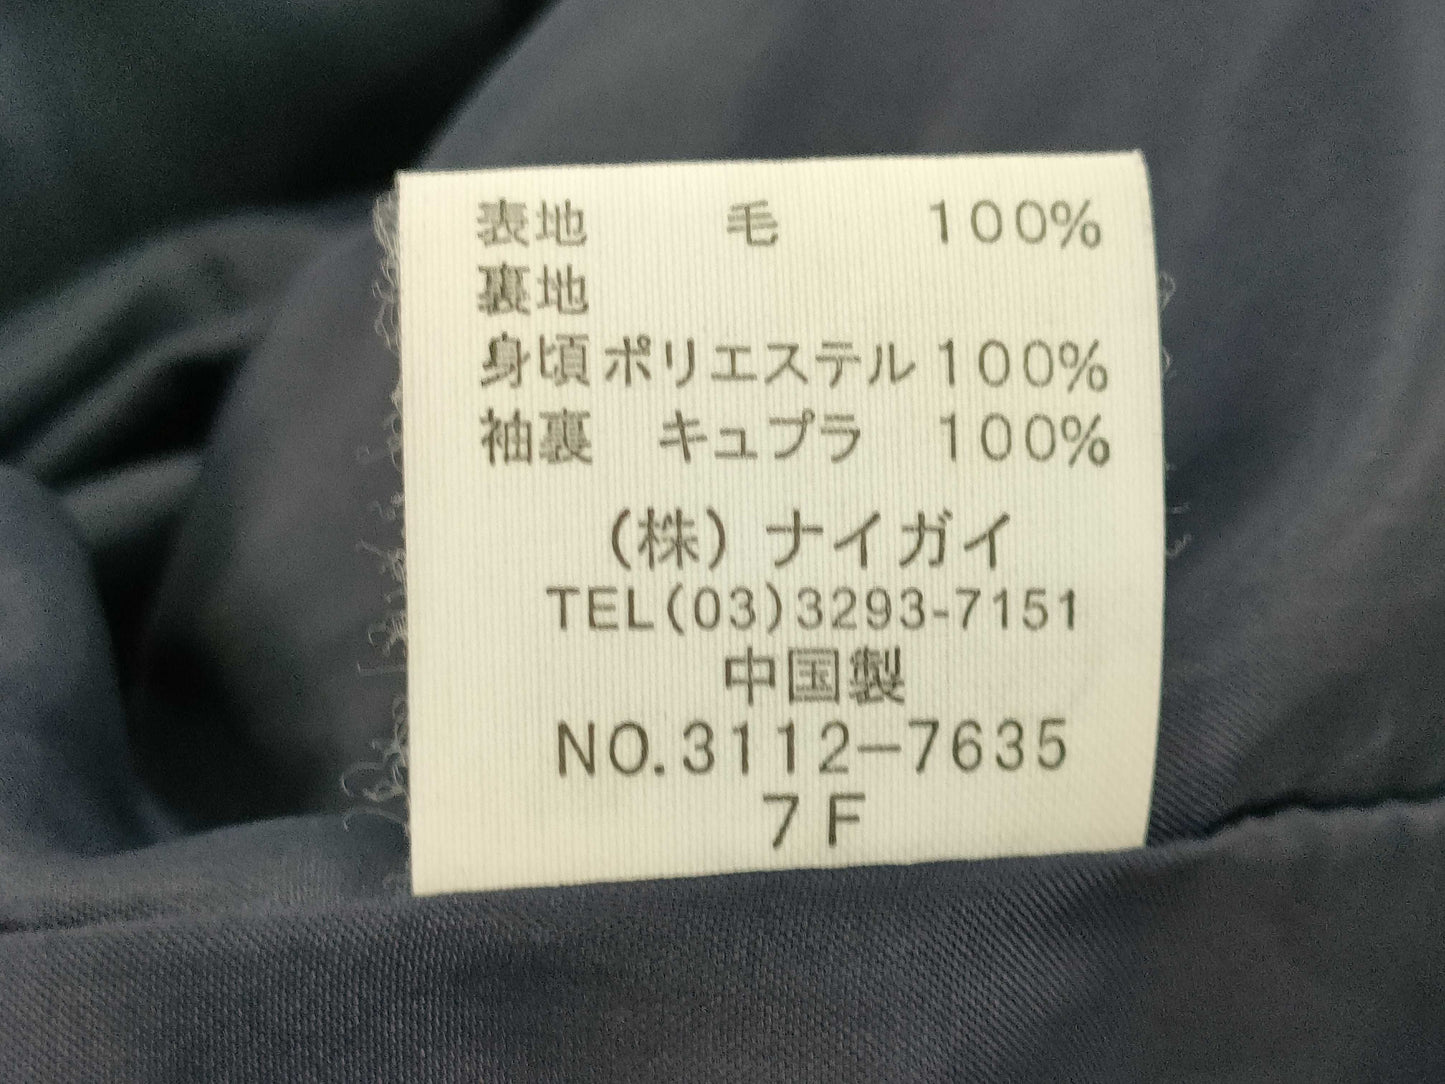 表地 毛 100%
裏地
身頃 ポリエステル 100%
袖裏 キュプラ 100%
（株）ナイガイ
TEL(03)3293-7151
中国製
NO.3112-7635
7F